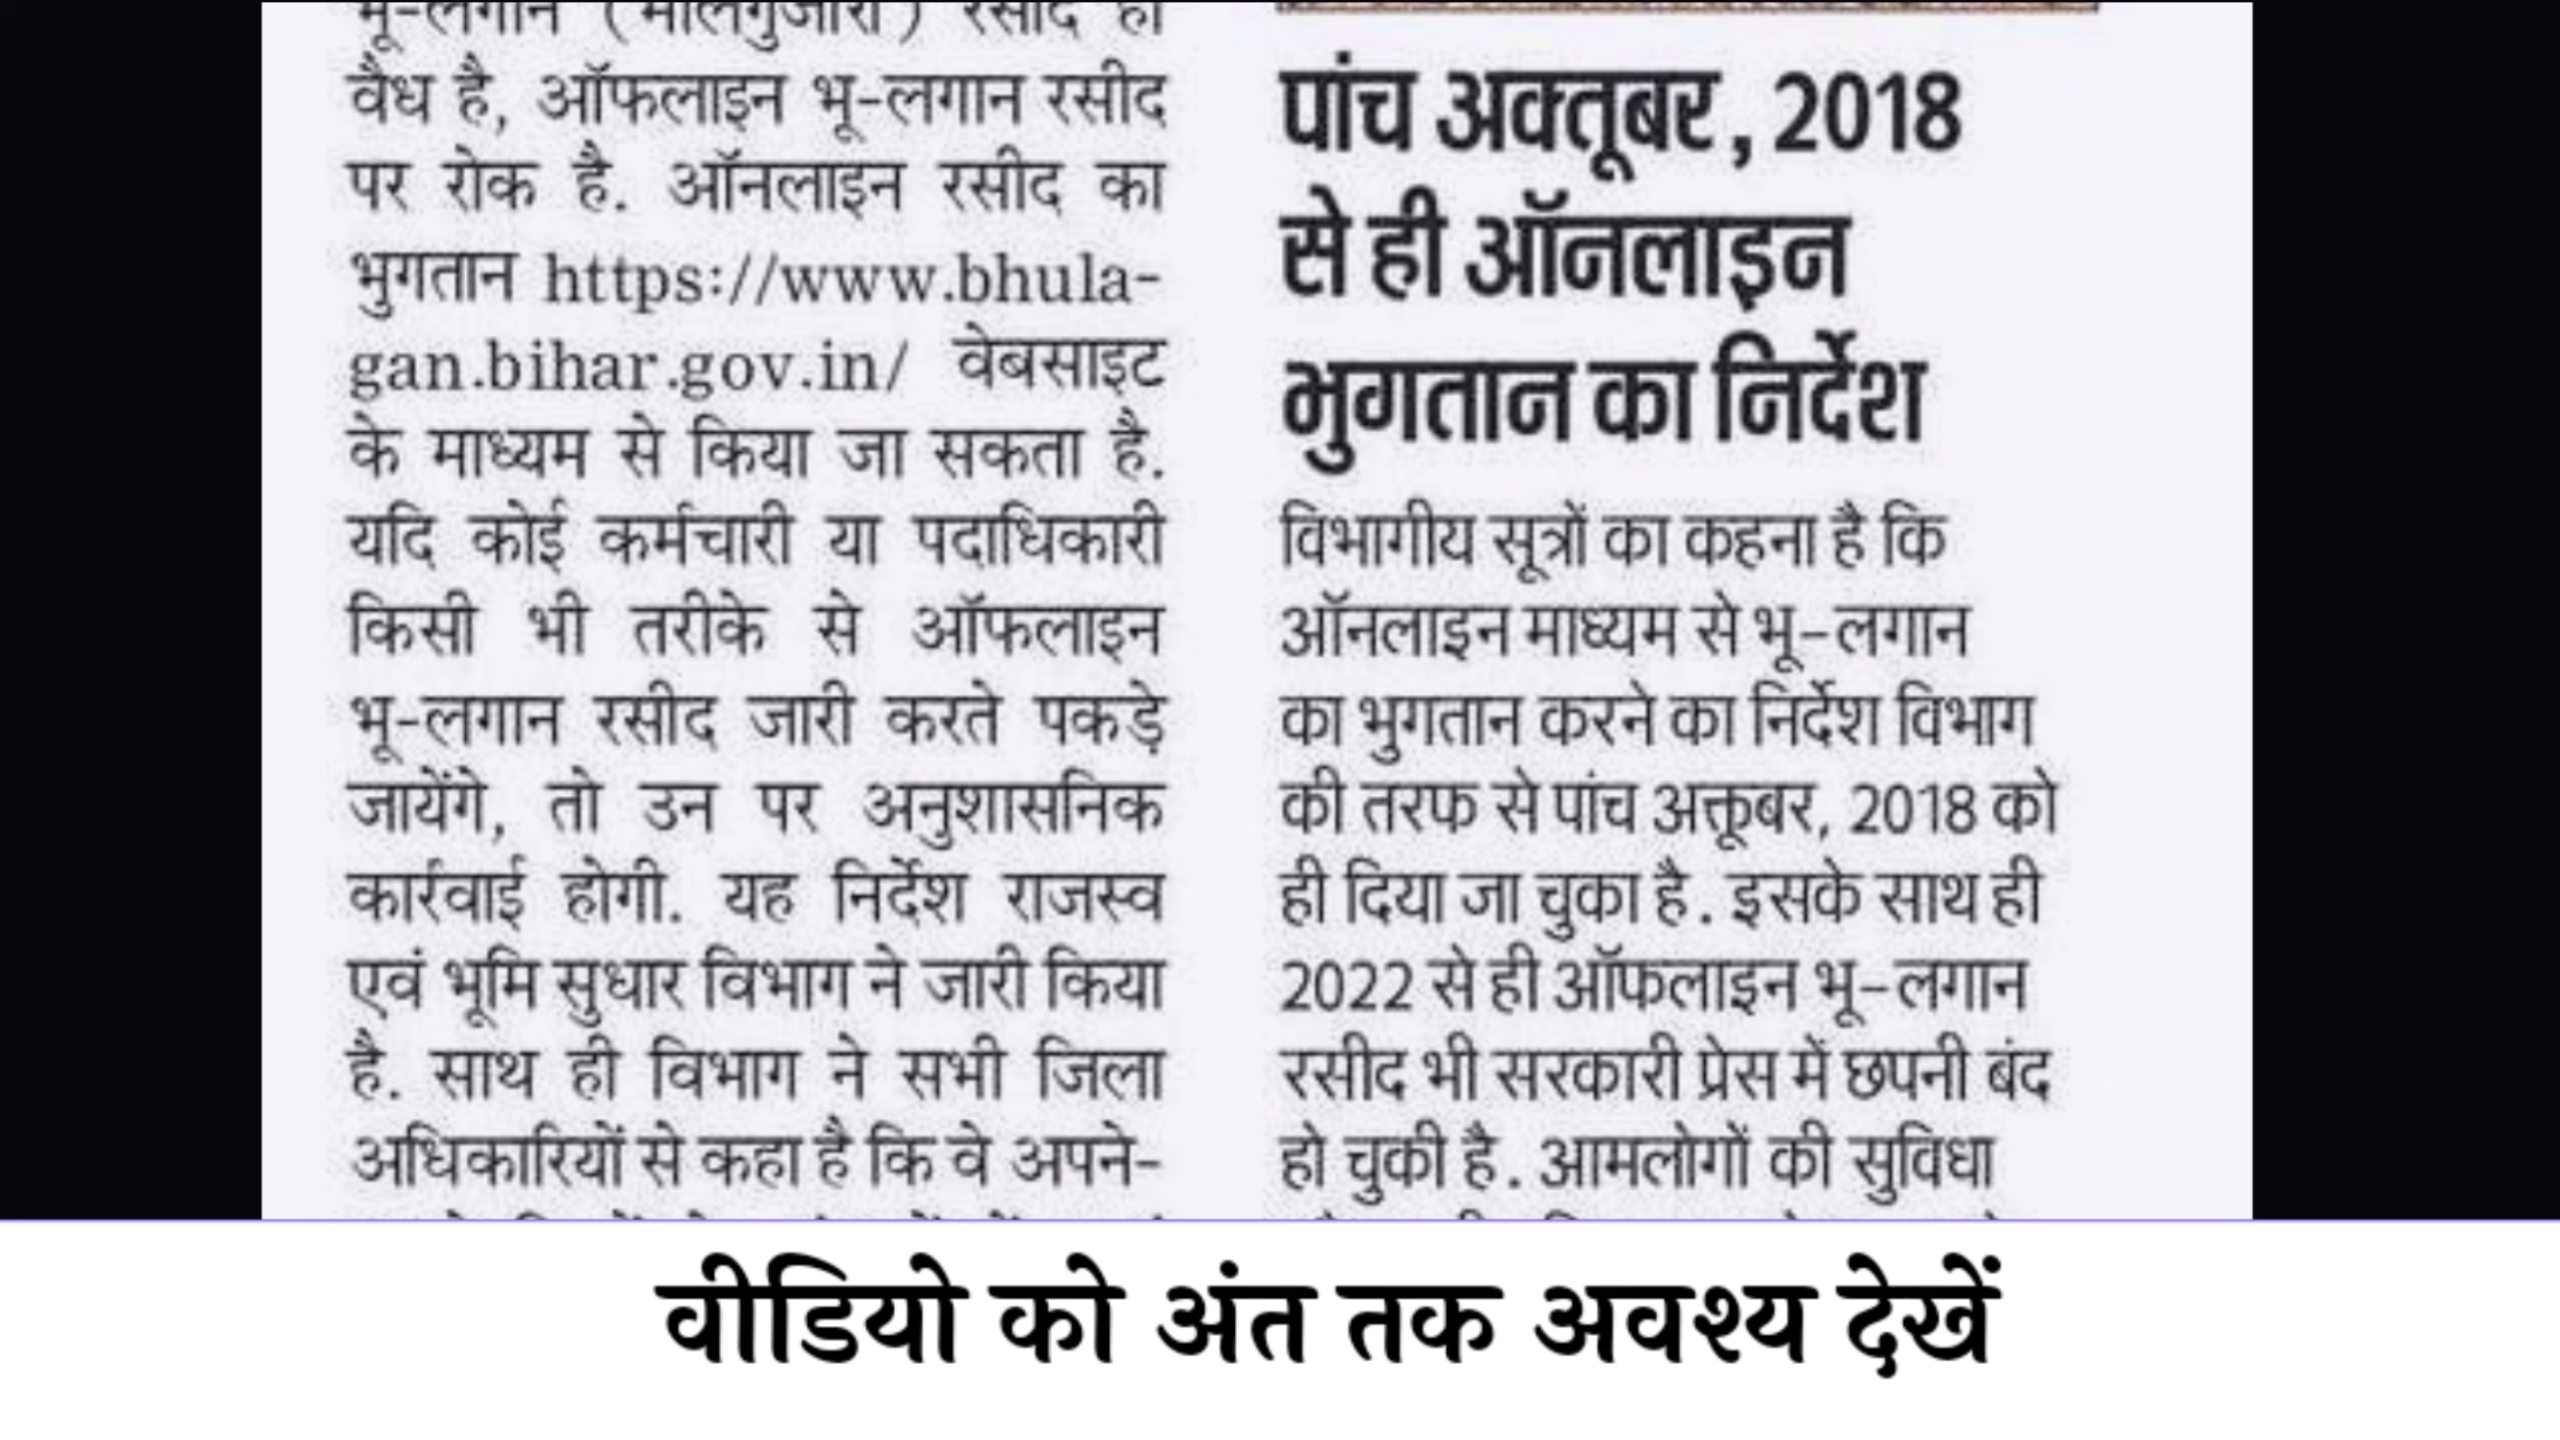 भू-लगान (मालगुजारी) रसीद ही
वैध है, ऑफलाइन भू-लगान रसीद
पर रोक है. ऑनलाइन रसीद का
भुगतान https://www.bhula-
gan.bihar.gov.in/ वेबसाइट
के माध्यम से किया जा सकता है.
यदि कोई कर्मचारी या पदाधिकारी
किसी भी तरीके से ऑफलाइन
भू-लगान रसीद जारी करते पकड़े
जायेंगे, तो उन पर अनुशासनिक
कार्रवाई होगी. यह निर्देश राजस्व
एवं भूमि सुधार विभाग ने जारी किया
है. साथ ही विभाग ने सभी जिला
अधिकारियों से कहा है कि वे अपने-
पांच अक्तूबर, 2018
से ही ऑनलाइन
भुगतान का निर्देश
विभागीय सूत्रों का कहना है कि
ऑनलाइन माध्यम से भू-लगान
का भुगतान करने का निर्देश विभाग
की तरफ से पांच अक्तूबर, 2018 को
ही दिया जा चुका है. इसके साथ ही
2022 से ही ऑफलाइन भू-लगान
रसीद भी सरकारी प्रेस में छपनी बंद
हो चुकी है. आमलोगों की सुविधा
वीडियो को अंत तक अवश्य देखें